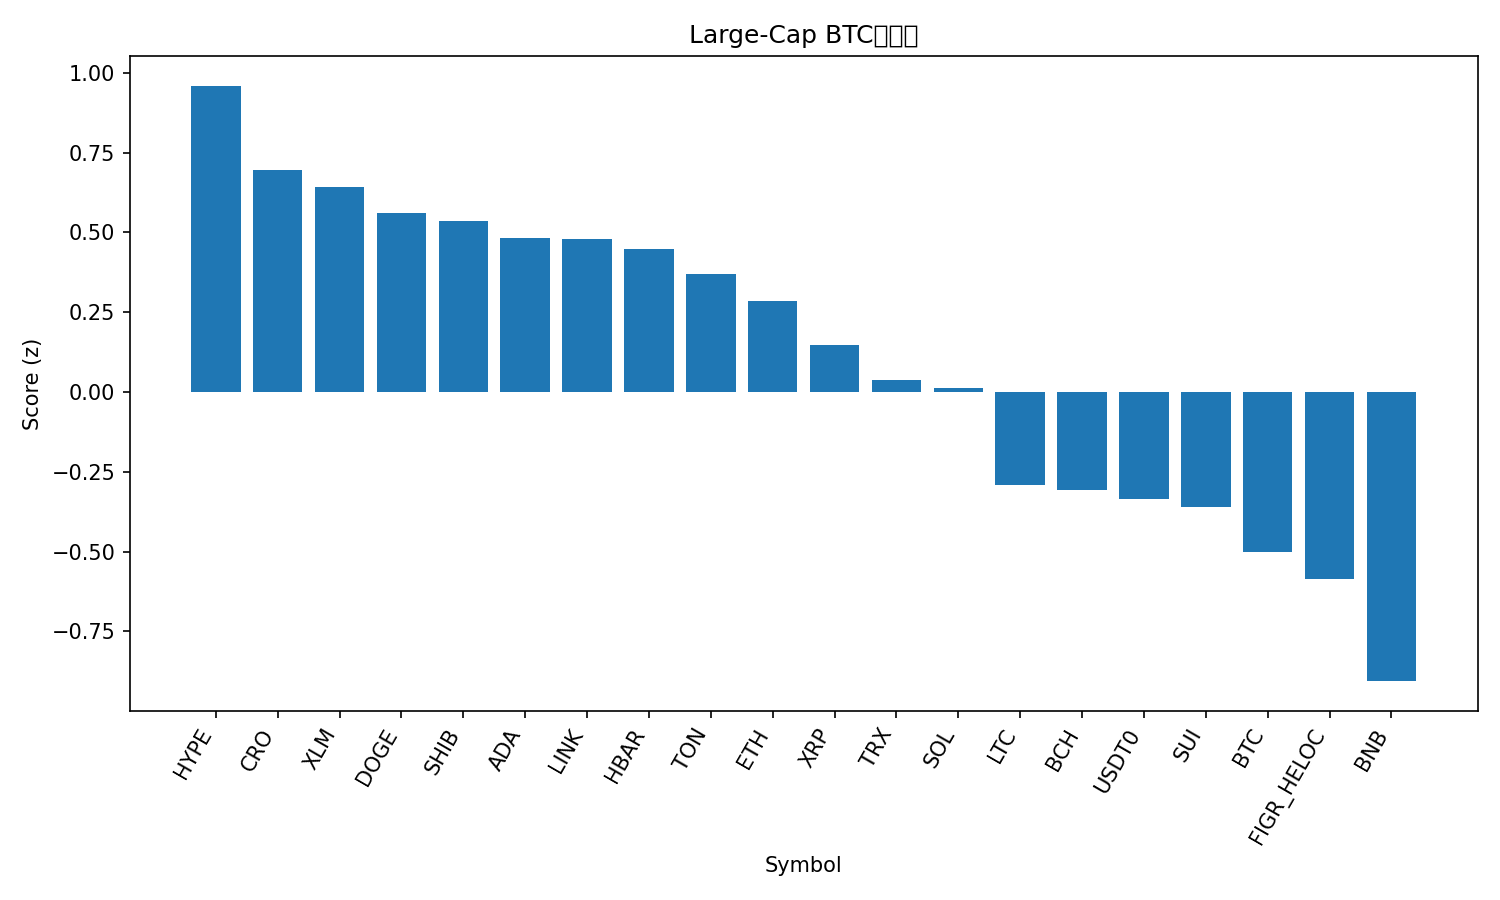 Large-Cap BTC
Score (z)
1.00
0.75
0.50
0.25
0.00
−0.25
−0.50
−0.75
HYPE
CRO
XLM
DOGE
SHIB
ADA
LINK
HBAR
TON
ETH
XRP
TRX
SOL
LTC
BCH
USDT0
SUI
BTC
FIGR_HELOC
BNB
Symbol